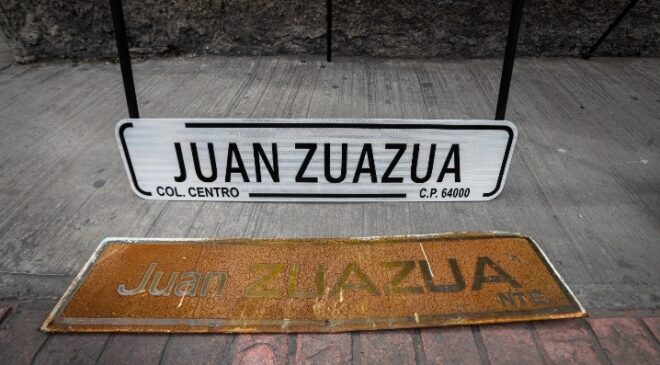 JUAN ZUAZUA
COL. CENTRO C.P. 64000
Juan ZUAZUA
NTE.